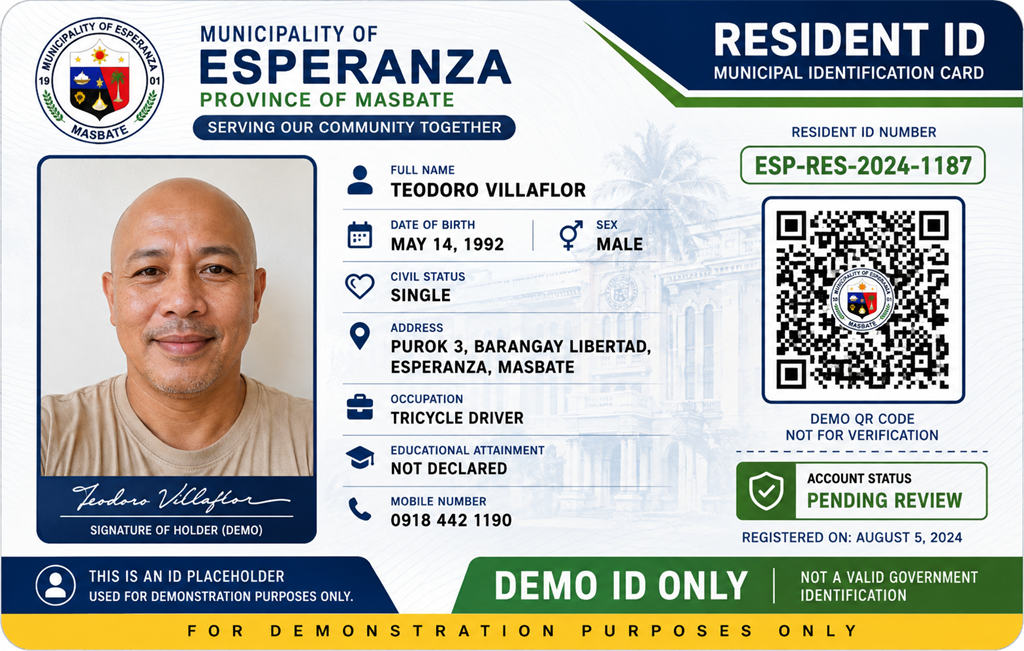 MUNICIPALITY OF ESPERANZA
19 01
MASBATE
MUNICIPALITY OF
ESPERANZA
PROVINCE OF MASBATE
SERVING OUR COMMUNITY TOGETHER
RESIDENT ID
MUNICIPAL IDENTIFICATION CARD
RESIDENT ID NUMBER
ESP-RES-2024-1187
FULL NAME
TEODORO VILLAFLOR
DATE OF BIRTH
MAY 14, 1992
SEX
MALE
CIVIL STATUS
SINGLE
ADDRESS
PUROK 3, BARANGAY LIBERTAD,
ESPERANZA, MASBATE
OCCUPATION
TRICYCLE DRIVER
EDUCATIONAL ATTAINMENT
NOT DECLARED
MOBILE NUMBER
0918 442 1190
Teodoro Villaflor
SIGNATURE OF HOLDER (DEMO)
MUNICIPALITY OF ESPERANZA
MASBATE
DEMO QR CODE
NOT FOR VERIFICATION
ACCOUNT STATUS
PENDING REVIEW
REGISTERED ON: AUGUST 5, 2024
THIS IS AN ID PLACEHOLDER
USED FOR DEMONSTRATION PURPOSES ONLY.
DEMO ID ONLY
NOT A VALID GOVERNMENT
IDENTIFICATION
FOR DEMONSTRATION PURPOSES ONLY